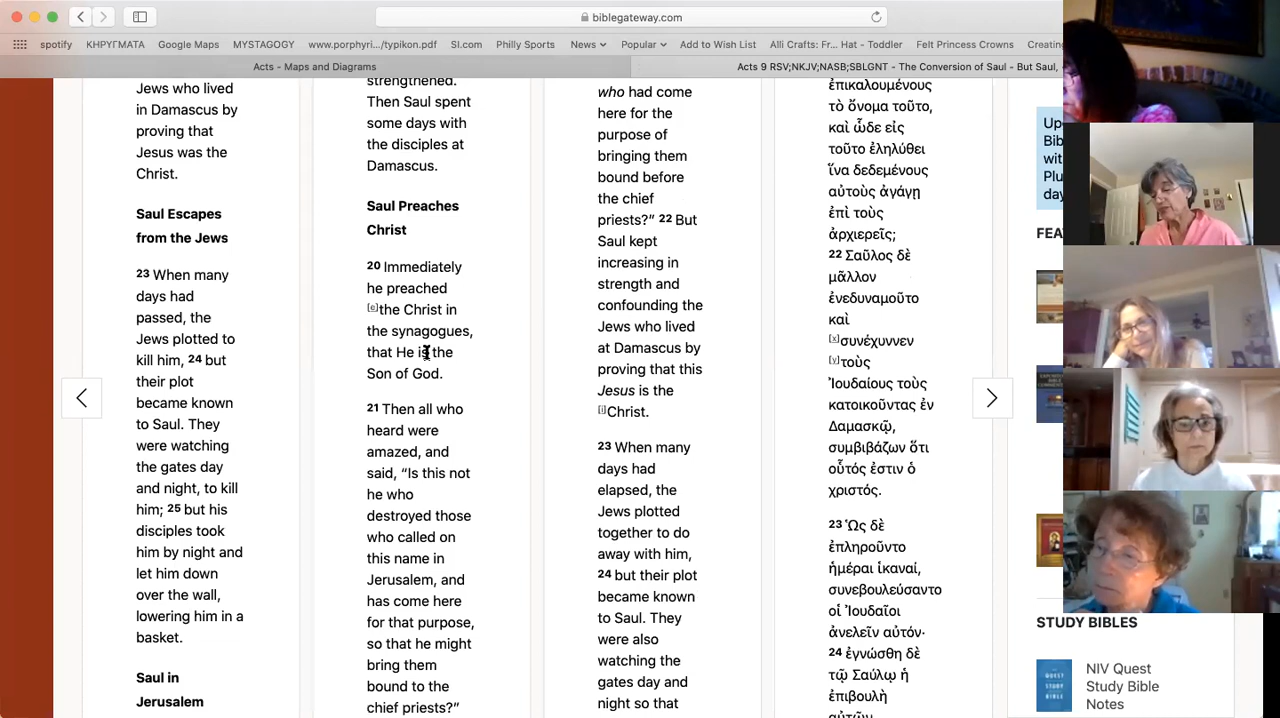 biblegateway.com
spotify
ΚΗΡΥΓΜΑΤΑ
Google Maps
MYSTAGOGY
www.porphyri.../typikon.pdf
SI.com
Philly Sports
News
Popular
Add to Wish List
Alli Crafts: Fr... Hat - Toddler
Felt Princess Crowns
Creating
Acts - Maps and Diagrams
Acts 9 RSV;NKJV;NASB;SBLGNT - The Conversion of Saul - But Saul,
Jews who lived
in Damascus by
proving that
Jesus was the
Christ.
Saul Escapes
from the Jews
23 When many
days had
passed, the
Jews plotted to
kill him, 24 but
their plot
became known
to Saul. They
were watching
the gates day
and night, to kill
him; 25 but his
disciples took
him by night and
let him down
over the wall,
lowering him in a
basket.
Saul in
Jerusalem
strengthened.
Then Saul spent
some days with
the disciples at
Damascus.
Saul Preaches
Christ
20 Immediately
he preached
[e]the Christ in
the synagogues,
that He is the
Son of God.
21 Then all who
heard were
amazed, and
said, “Is this not
he who
destroyed those
who called on
this name in
Jerusalem, and
has come here
for that purpose,
so that he might
bring them
bound to the
chief priests?”
who had come
here for the
purpose of
bringing them
bound before
the chief
priests?” 22 But
Saul kept
increasing in
strength and
confounding the
Jews who lived
at Damascus by
proving that this
Jesus is the
[i]Christ.
23 When many
days had
elapsed, the
Jews plotted
together to do
away with him,
24 but their plot
became known
to Saul. They
were also
watching the
gates day and
night so that
ἐπικαλουμένους
τὸ ὄνομα τοῦτο,
καὶ ὧδε εἰς
τοῦτο ἐληλύθει
ἵνα δεδεμένους
αὐτοὺς ἀγάγῃ
ἐπὶ τοὺς
ἀρχιερεῖς;
22 Σαῦλος δὲ
μᾶλλον
ἐνεδυναμοῦτο
καὶ
[x]συνέχυννεν
[y]τοὺς
Ἰουδαίους τοὺς
κατοικοῦντας ἐν
Δαμασκῷ,
συμβιβάζων ὅτι
οὗτός ἐστιν ὁ
χριστός.
23 Ὡς δὲ
ἐπληροῦντο
ἡμέραι ἱκαναί,
συνεβουλεύσαντο
οἱ Ἰουδαῖοι
ἀνελεῖν αὐτόν·
24 ἐγνώσθη δὲ
τῷ Σαύλῳ ἡ
ἐπιβουλὴ
αὐτῶν
Up
Bib
wit
Plu
day
FEA
STUDY BIBLES
QUEST
STUDY BIBLE
NIV Quest
Study Bible
Notes